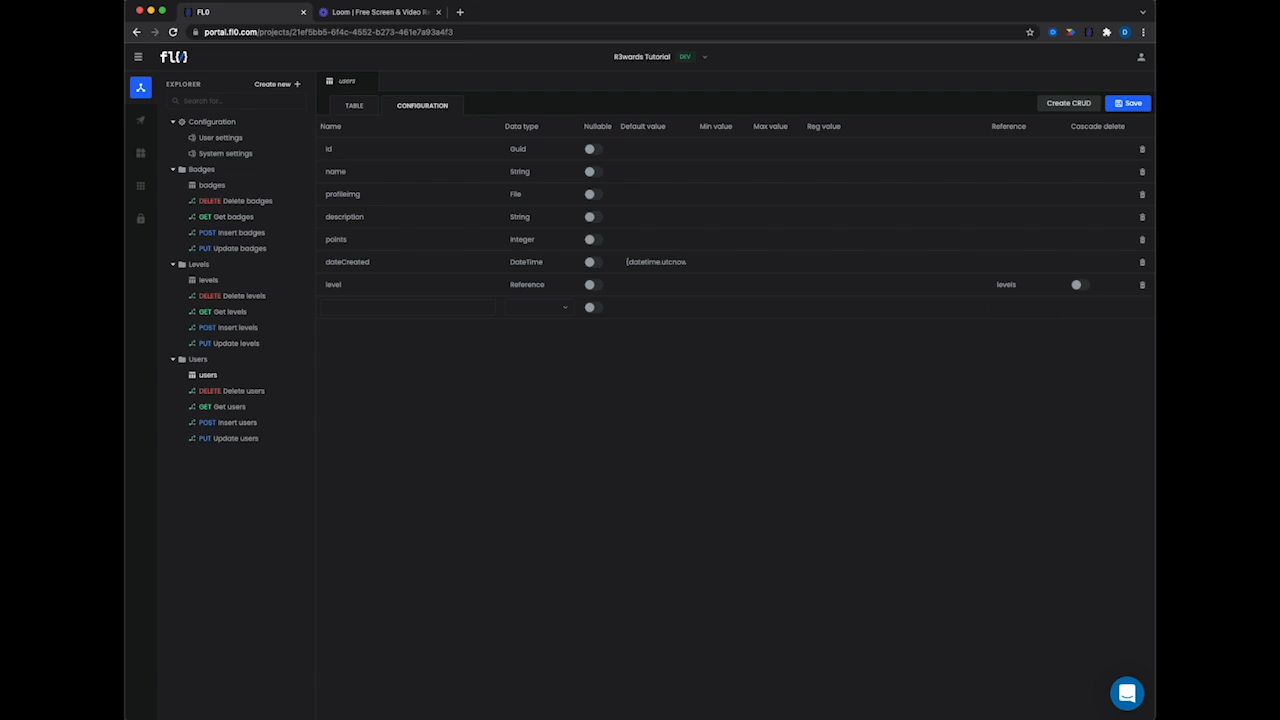 FL0
Loom | Free Screen & Video Re
portal.fl0.com/projects/21ef5bb5-6f4c-4552-b273-461e7a93a4f3
D
fl{}
R3wards Tutorial DEV
EXPLORER Create new +
Search for...
Configuration
User settings
System settings
Badges
badges
DELETE Delete badges
GET Get badges
POST Insert badges
PUT Update badges
Levels
levels
DELETE Delete levels
GET Get levels
POST Insert levels
PUT Update levels
Users
users
DELETE Delete users
GET Get users
POST Insert users
PUT Update users
users
TABLE CONFIGURATION Create CRUD Save
Name Data type Nullable Default value Min value Max value Reg value Reference Cascade delete
id Guid
name String
profileImg File
description String
points Integer
dateCreated DateTime {datetime.utcnow
level Reference levels